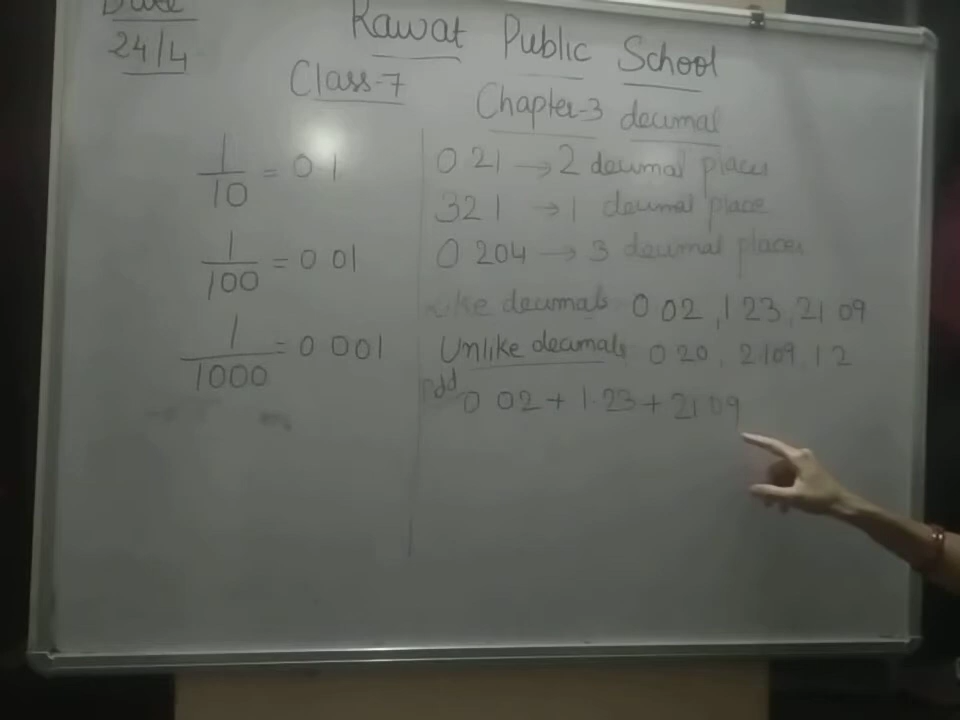 Date
24/4
Rawat Public School
Class-7
Chapter-3 decimal
1/10 = 0 1
1/100 = 0 01
1/1000 = 0 001
0 21 → 2 decimal places
32 1 → 1 decimal place
0 204 → 3 decimal places
Like decimals 0 02, 1 23, 21 09
Unlike decimals 0 20, 2 109, 1 2
Add
0 02 + 1.23 + 21 09